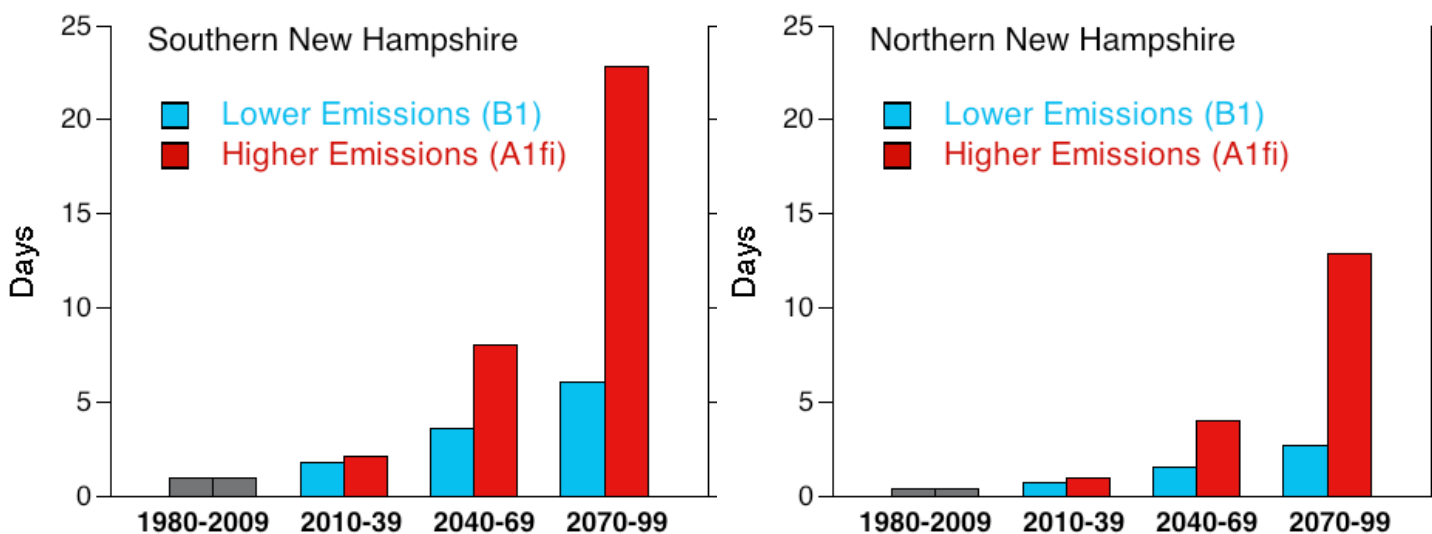 Southern New Hampshire
Lower Emissions (B1)
Higher Emissions (A1fi)
Days
25
20
15
10
5
0
1980-2009 2010-39 2040-69 2070-99
Northern New Hampshire
Lower Emissions (B1)
Higher Emissions (A1fi)
Days
25
20
15
10
5
0
1980-2009 2010-39 2040-69 2070-99